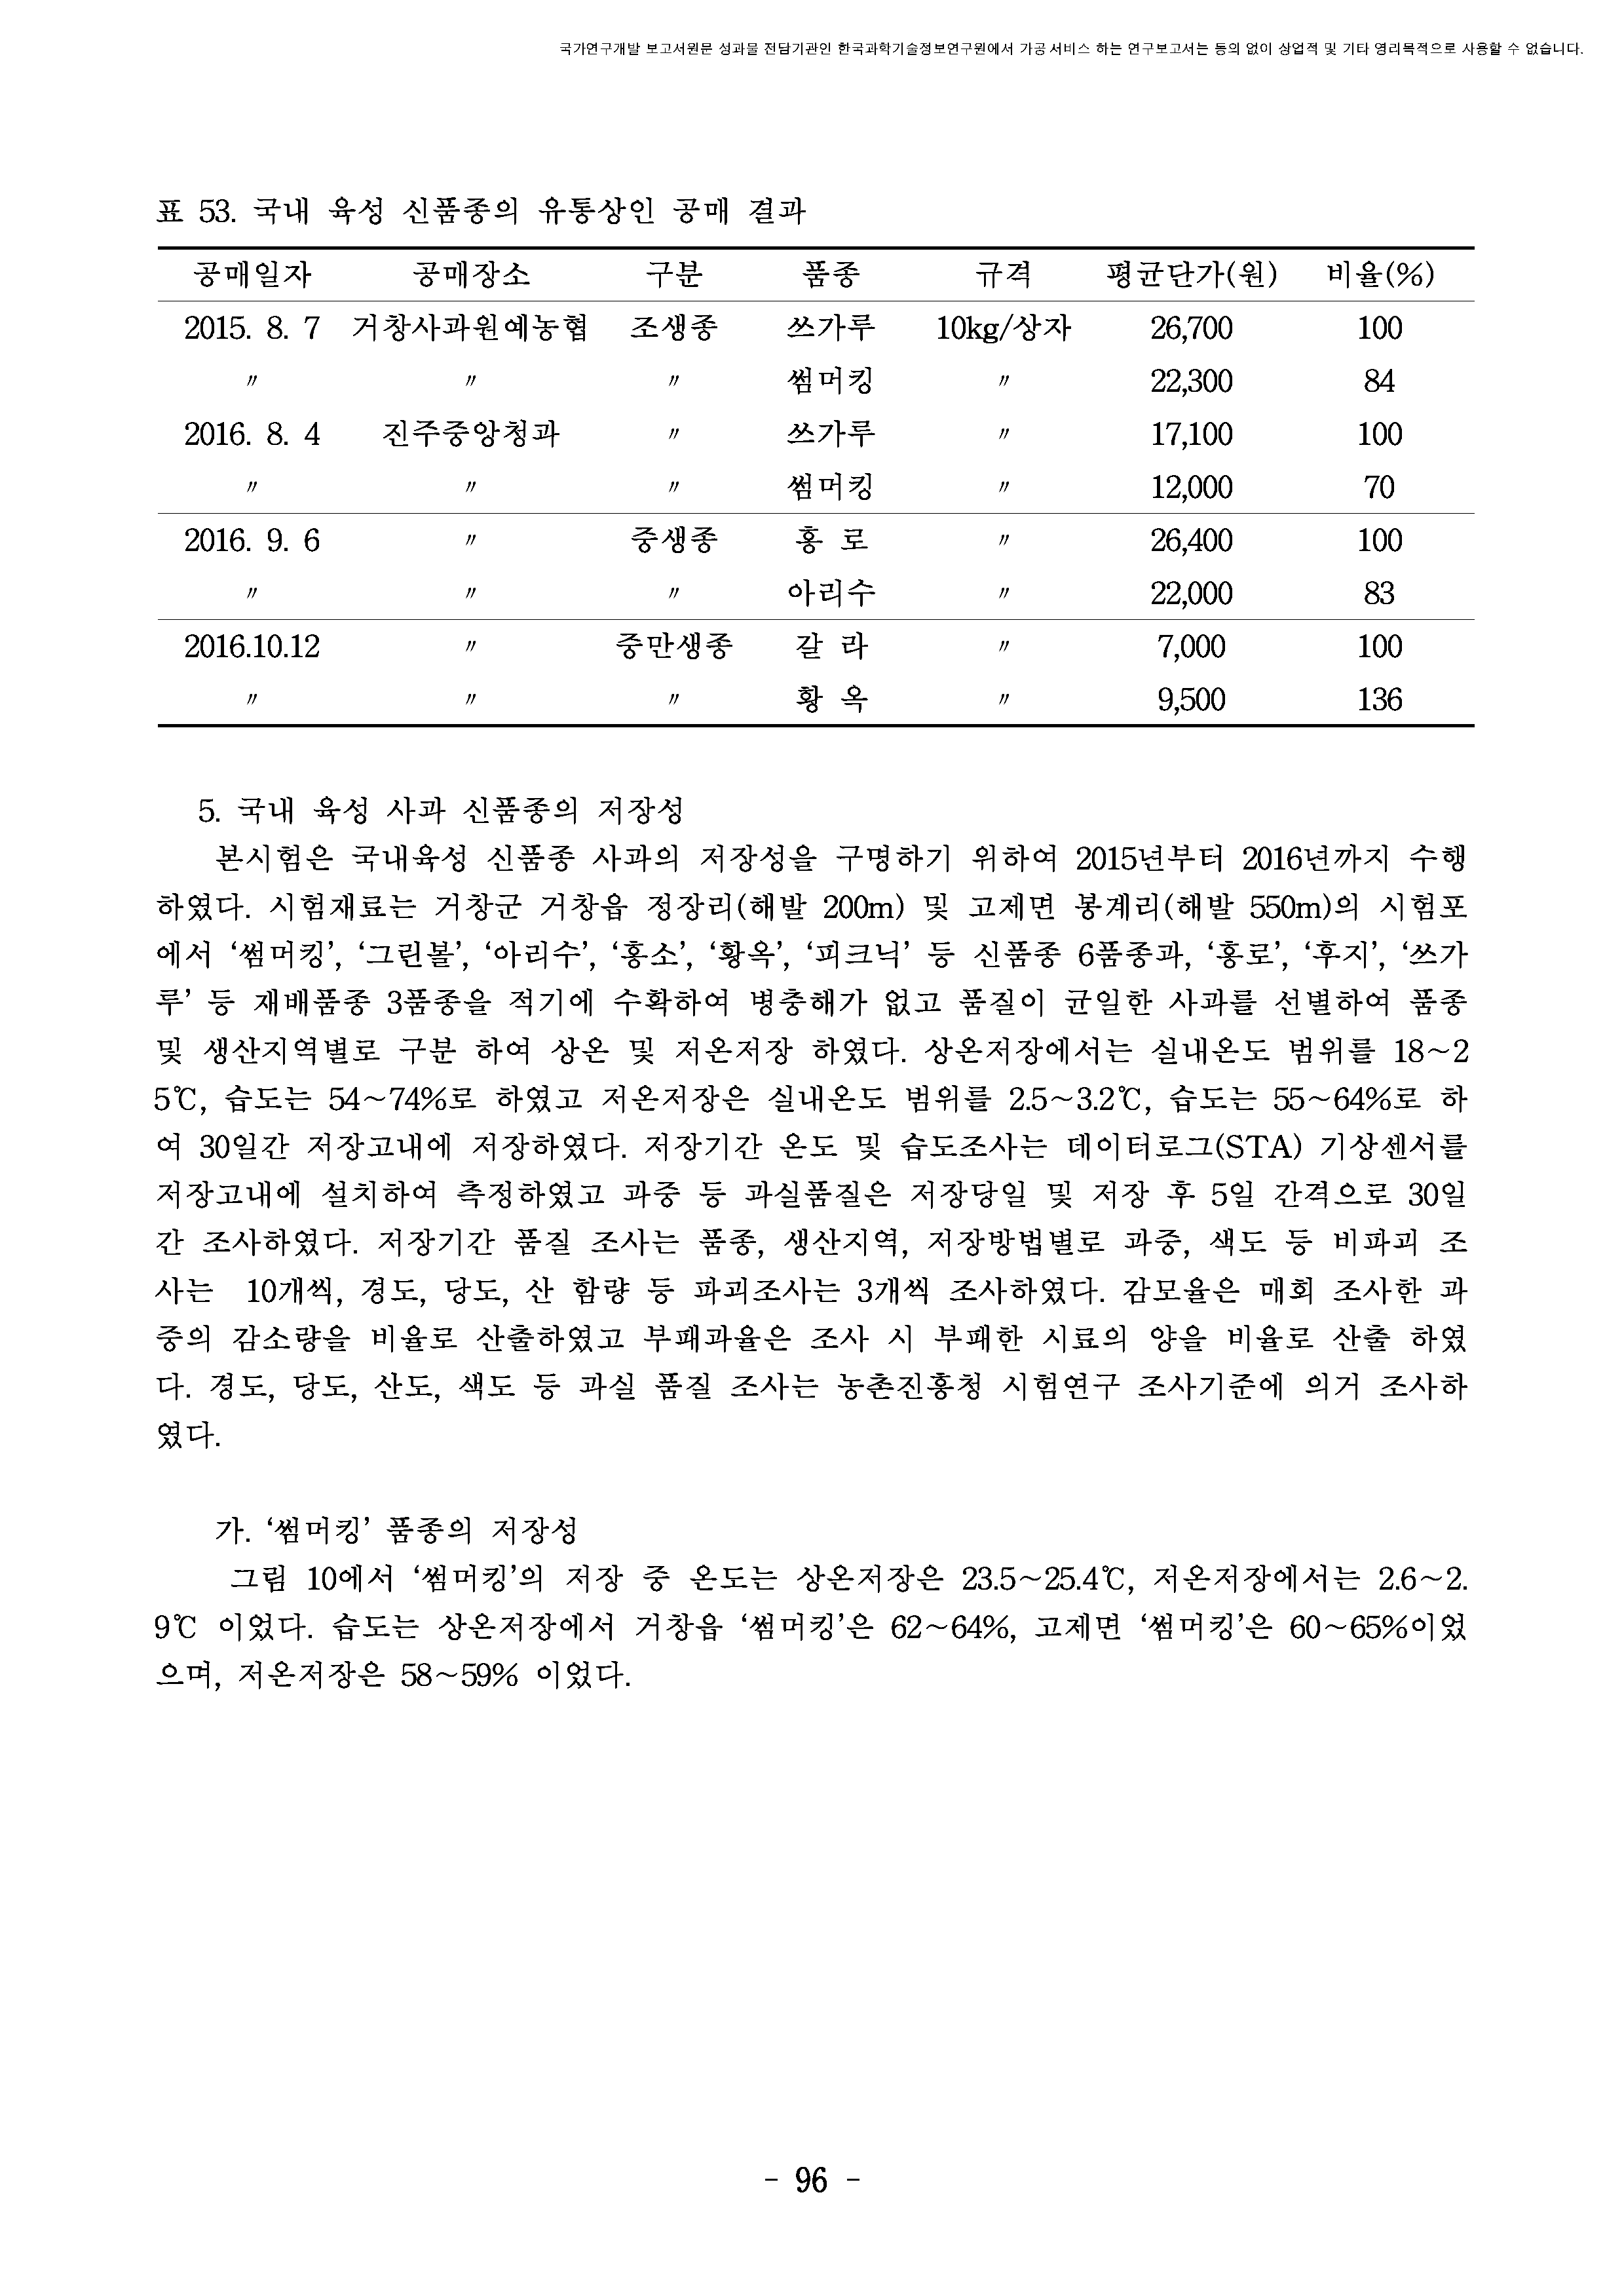 국가연구개발 보고서원문 성과물 전담기관인 한국과학기술정보연구원에서 가공·서비스 하는 연구보고서는 동의 없이 상업적 및 기타 영리목적으로 사용할 수 없습니다.
표 53. 국내 육성 신품종의 유통상인 공매 결과
공매일자 공매장소 구분 품종 규격 평균단가(원) 비율(%)
2015. 8. 7 거창사과원예농협 조생종 쓰가루 10kg/상자 26,700 100
〃 〃 〃 썸머킹 〃 22,300 84
2016. 8. 4 진주중앙청과 〃 쓰가루 〃 17,100 100
〃 〃 〃 썸머킹 〃 12,000 70
2016. 9. 6 〃 중생종 홍 로 〃 26,400 100
〃 〃 〃 아리수 〃 22,000 83
2016.10.12 〃 중만생종 갈 라 〃 7,000 100
〃 〃 〃 황 옥 〃 9,500 136
5. 국내 육성 사과 신품종의 저장성
본시험은 국내육성 신품종 사과의 저장성을 구명하기 위하여 2015년부터 2016년까지 수행
하였다. 시험재료는 거창군 거창읍 정장리(해발 200m) 및 고제면 봉계리(해발 550m)의 시험포
에서 ‘썸머킹’, ‘그린볼’, ‘아리수’, ‘홍소’, ‘황옥’, ‘피크닉’ 등 신품종 6품종과, ‘홍로’, ‘후지’, ‘쓰가
루’ 등 재배품종 3품종을 적기에 수확하여 병충해가 없고 품질이 균일한 사과를 선별하여 품종
및 생산지역별로 구분 하여 상온 및 저온저장 하였다. 상온저장에서는 실내온도 범위를 18~2
5℃, 습도는 54~74%로 하였고 저온저장은 실내온도 범위를 2.5~3.2℃, 습도는 55~64%로 하
여 30일간 저장고내에 저장하였다. 저장기간 온도 및 습도조사는 데이터로그(STA) 기상센서를
저장고내에 설치하여 측정하였고 과중 등 과실품질은 저장당일 및 저장 후 5일 간격으로 30일
간 조사하였다. 저장기간 품질 조사는 품종, 생산지역, 저장방법별로 과중, 색도 등 비파괴 조
사는 10개씩, 경도, 당도, 산 함량 등 파괴조사는 3개씩 조사하였다. 감모율은 매회 조사한 과
중의 감소량을 비율로 산출하였고 부패과율은 조사 시 부패한 시료의 양을 비율로 산출 하였
다. 경도, 당도, 산도, 색도 등 과실 품질 조사는 농촌진흥청 시험연구 조사기준에 의거 조사하
였다.
가. ‘썸머킹’ 품종의 저장성
그림 10에서 ‘썸머킹’의 저장 중 온도는 상온저장은 23.5~25.4℃, 저온저장에서는 2.6~2.
9℃ 이었다. 습도는 상온저장에서 거창읍 ‘썸머킹’은 62~64%, 고제면 ‘썸머킹’은 60~65%이었
으며, 저온저장은 58~59% 이었다.
- 96 -